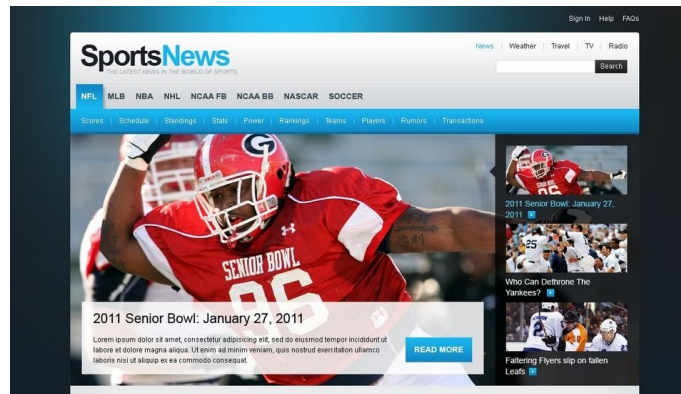 Sign In Help FAQs
SportsNews
THE LATEST NEWS IN THE WORLD OF SPORTS
News | Weather | Travel | TV | Radio
Search
NFL MLB NBA NHL NCAA FB NCAA BB NASCAR SOCCER
Scores | Schedule | Standings | Stats | Power | Rankings | Teams | Players | Rumors | Transactions
G
SENIOR BOWL
96
2011 Senior Bowl: January 27, 2011
Lorem ipsum dolor sit amet, consectetur adipisicing elit, sed do eiusmod tempor incididunt ut
labore et dolore magna aliqua. Ut enim ad minim veniam, quis nostrud exercitation ullamco
laboris nisi ut aliquip ex ea commodo consequat.
READ MORE
2011 Senior Bowl: January 27,
2011
25
Who Can Dethrone The
Yankees?
2
Faltering Flyers slip on fallen
Leafs